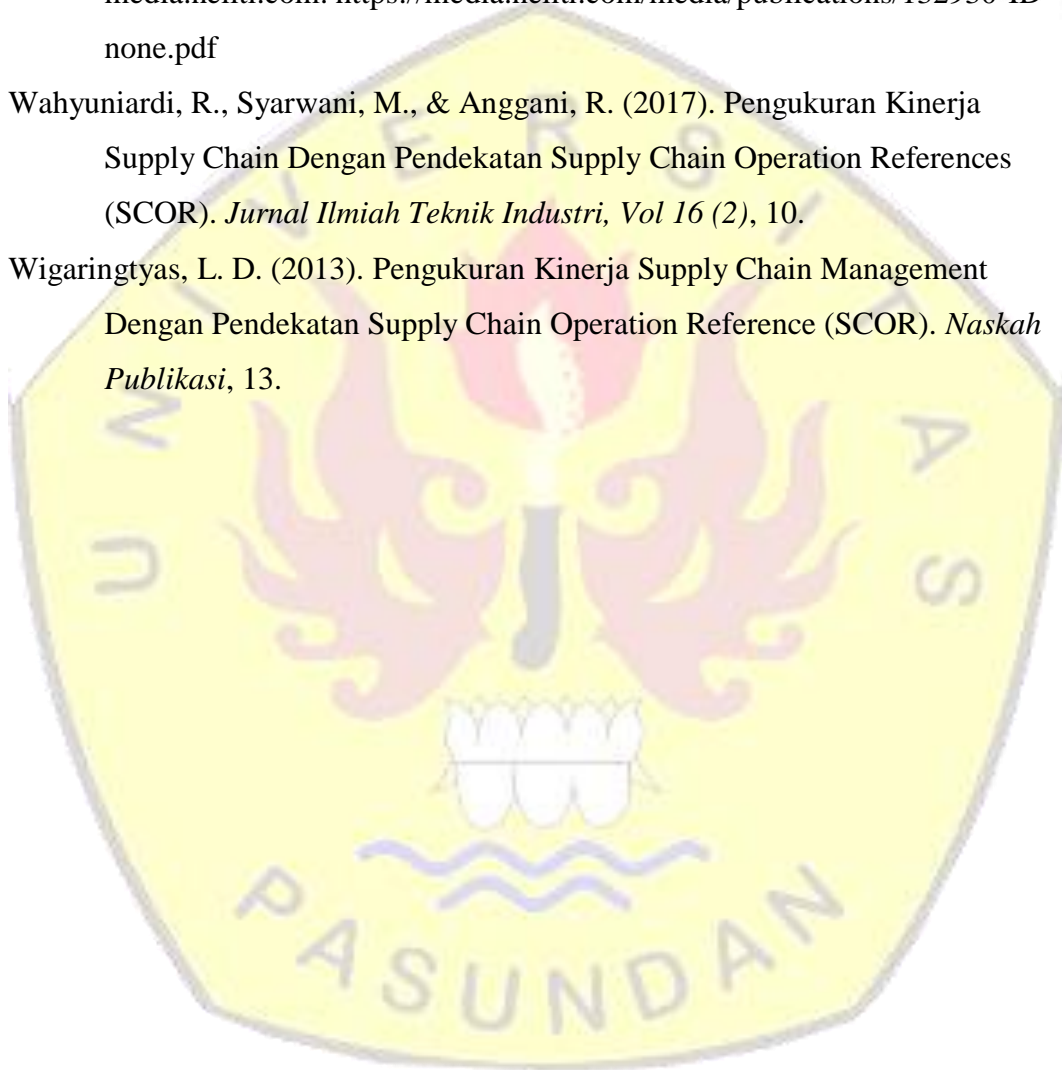 none.pdf
Wahyuniardi, R., Syarwani, M., & Anggani, R. (2017). Pengukuran Kinerja
Supply Chain Dengan Pendekatan Supply Chain Operation References
(SCOR). Jurnal Ilmiah Teknik Industri, Vol 16 (2), 10.
Wigaringtyas, L. D. (2013). Pengukuran Kinerja Supply Chain Management
Dengan Pendekatan Supply Chain Operation Reference (SCOR). Naskah
Publikasi, 13.
UNIVERSITAS
PASUNDAN